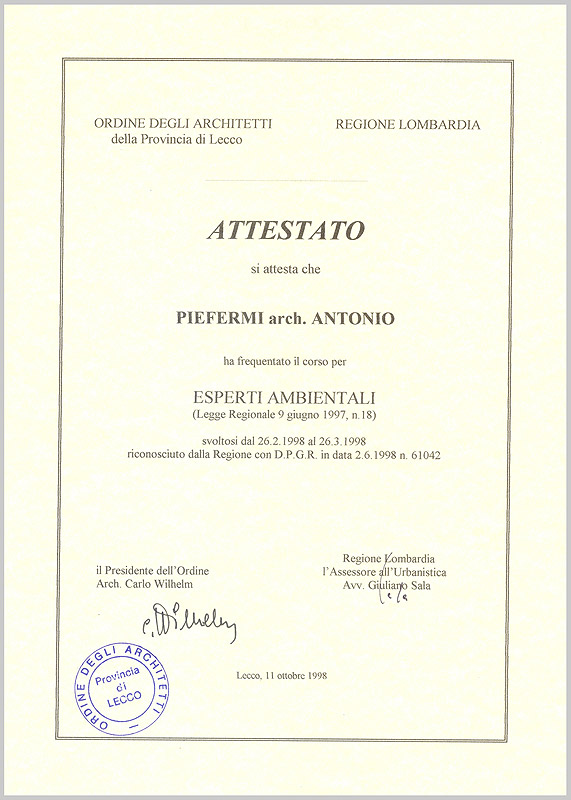 ORDINE DEGLI ARCHITETTI
della Provincia di Lecco
REGIONE LOMBARDIA
ATTESTATO
si attesta che
PIEFERMI arch. ANTONIO
ha frequentato il corso per
ESPERTI AMBIENTALI
(Legge Regionale 9 giugno 1997, n.18)
svoltosi dal 26.2.1998 al 26.3.1998
riconosciuto dalla Regione con D.P.G.R. in data 2.6.1998 n. 61042
il Presidente dell'Ordine
Arch. Carlo Wilhelm
Regione Lombardia
l'Assessore all'Urbanistica
Avv. Giuliano Sala
C. Wilhelm
ORDINE DEGLI ARCHITETTI
Provincia
di
LECCO
Lecco, 11 ottobre 1998